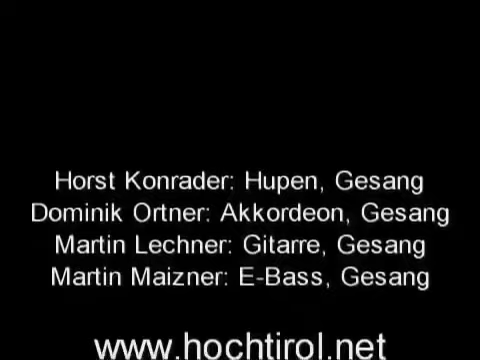 Horst Konrader: Hupen, Gesang
Dominik Ortner: Akkordeon, Gesang
Martin Lechner: Gitarre, Gesang
Martin Maizner: E-Bass, Gesang
www.hochtirol.net